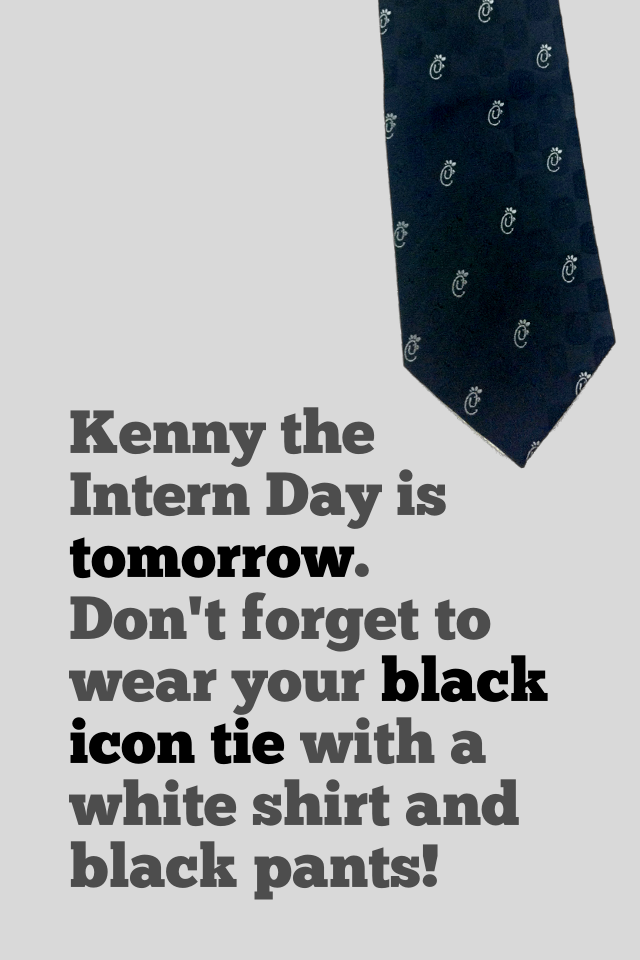 Kenny the
Intern Day is
tomorrow.
Don't forget to
wear your black
icon tie with a
white shirt and
black pants!